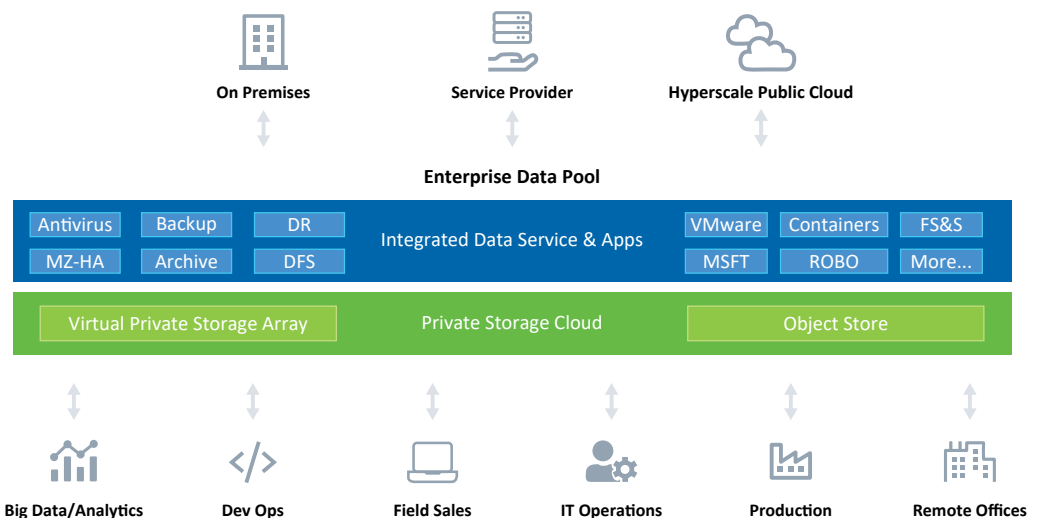 On Premises
Service Provider
Hyperscale Public Cloud
Enterprise Data Pool
Antivirus
Backup
DR
Integrated Data Service & Apps
VMware
Containers
FS&S
MZ-HA
Archive
DFS
MSFT
ROBO
More...
Virtual Private Storage Array
Private Storage Cloud
Object Store
</>
Big Data/Analytics
Dev Ops
Field Sales
IT Operations
Production
Remote Offices